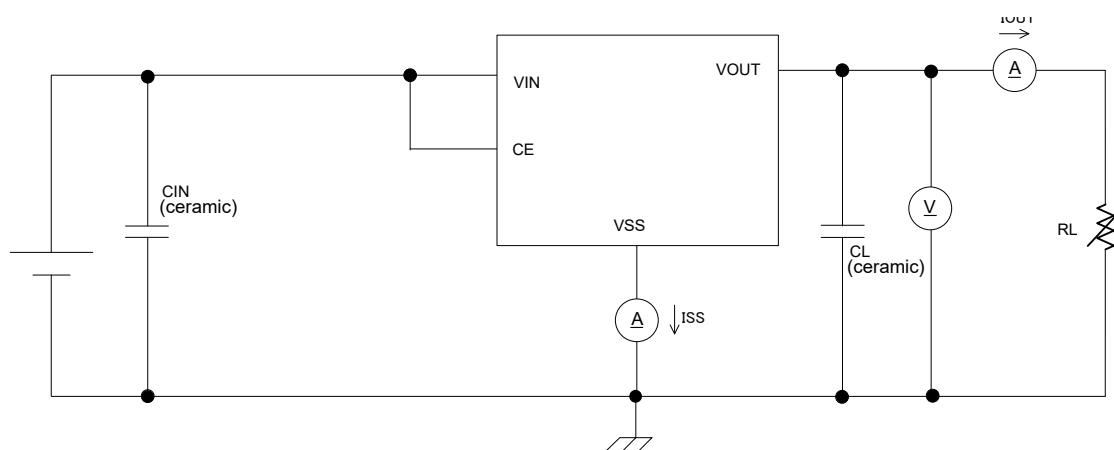 IOUT
A
VOUT
VIN
CE
CIN
(ceramic)
VSS
V
RL
CL
(ceramic)
A
ISS